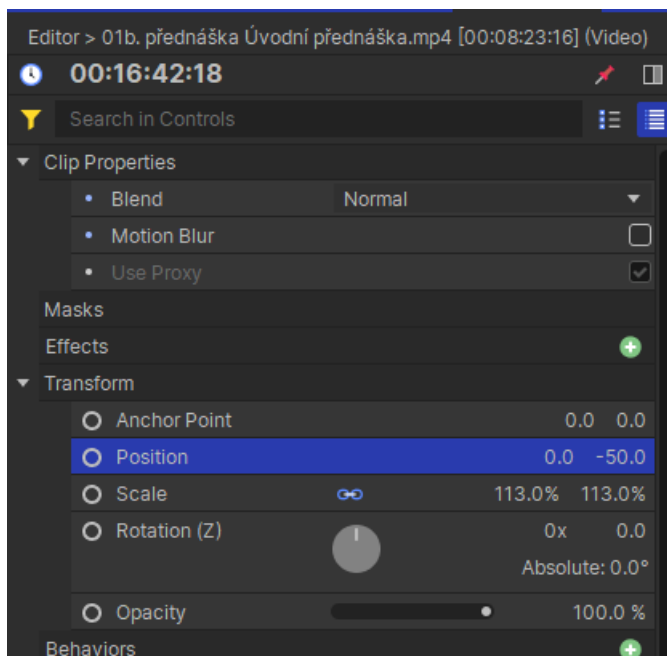 Editor > 01b. přednáška Úvodní přednáška.mp4 [00:08:23:16] (Video)
00:16:42:18
Search in Controls
Clip Properties
Blend Normal
Motion Blur
Use Proxy
Masks
Effects
Transform
Anchor Point 0.0 0.0
Position 0.0 -50.0
Scale 113.0% 113.0%
Rotation (Z) 0x 0.0
Absolute: 0.0°
Opacity 100.0 %
Behaviors